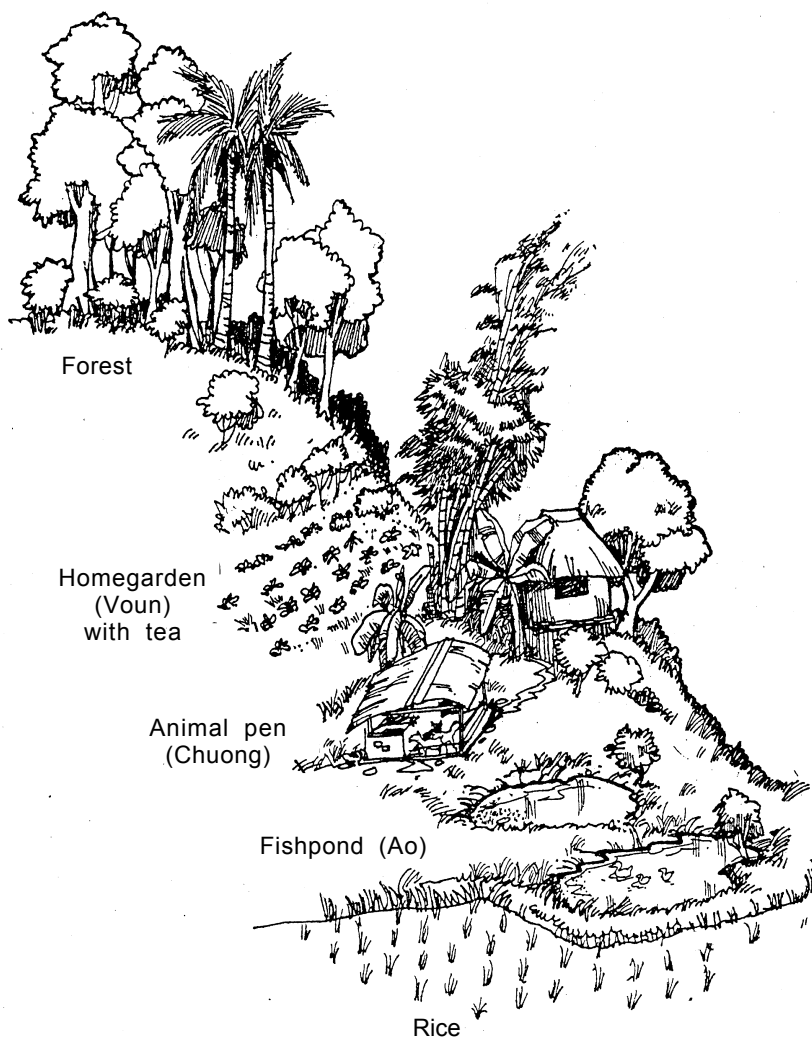 Forest
Homegarden
(Voun)
with tea
Animal pen
(Chuong)
Fishpond (Ao)
Rice